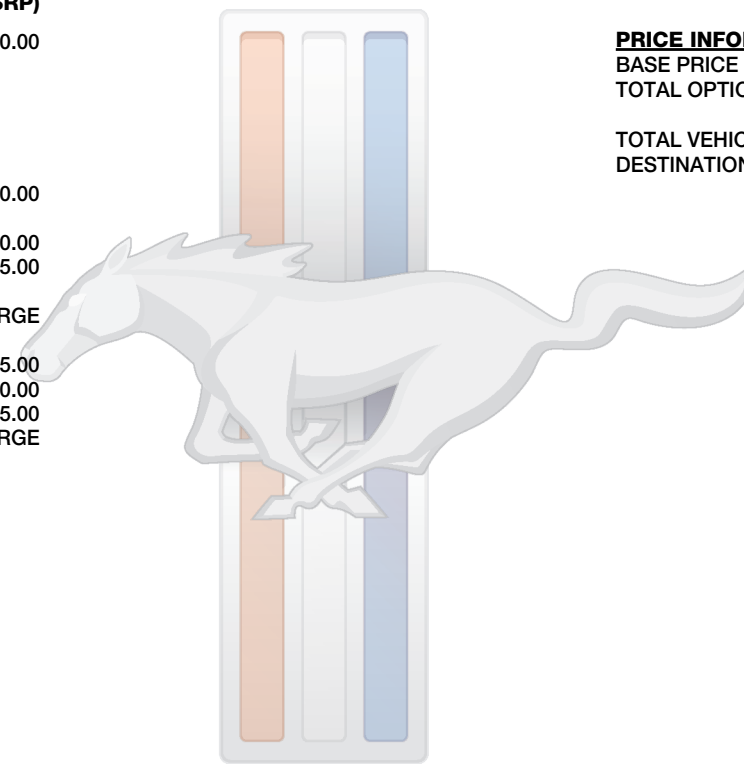 SRP)
0.00
0.00
0.00
5.00
RGE
5.00
0.00
5.00
RGE
PRICE INFO
BASE PRICE
TOTAL OPTIO
TOTAL VEHIC
DESTINATION